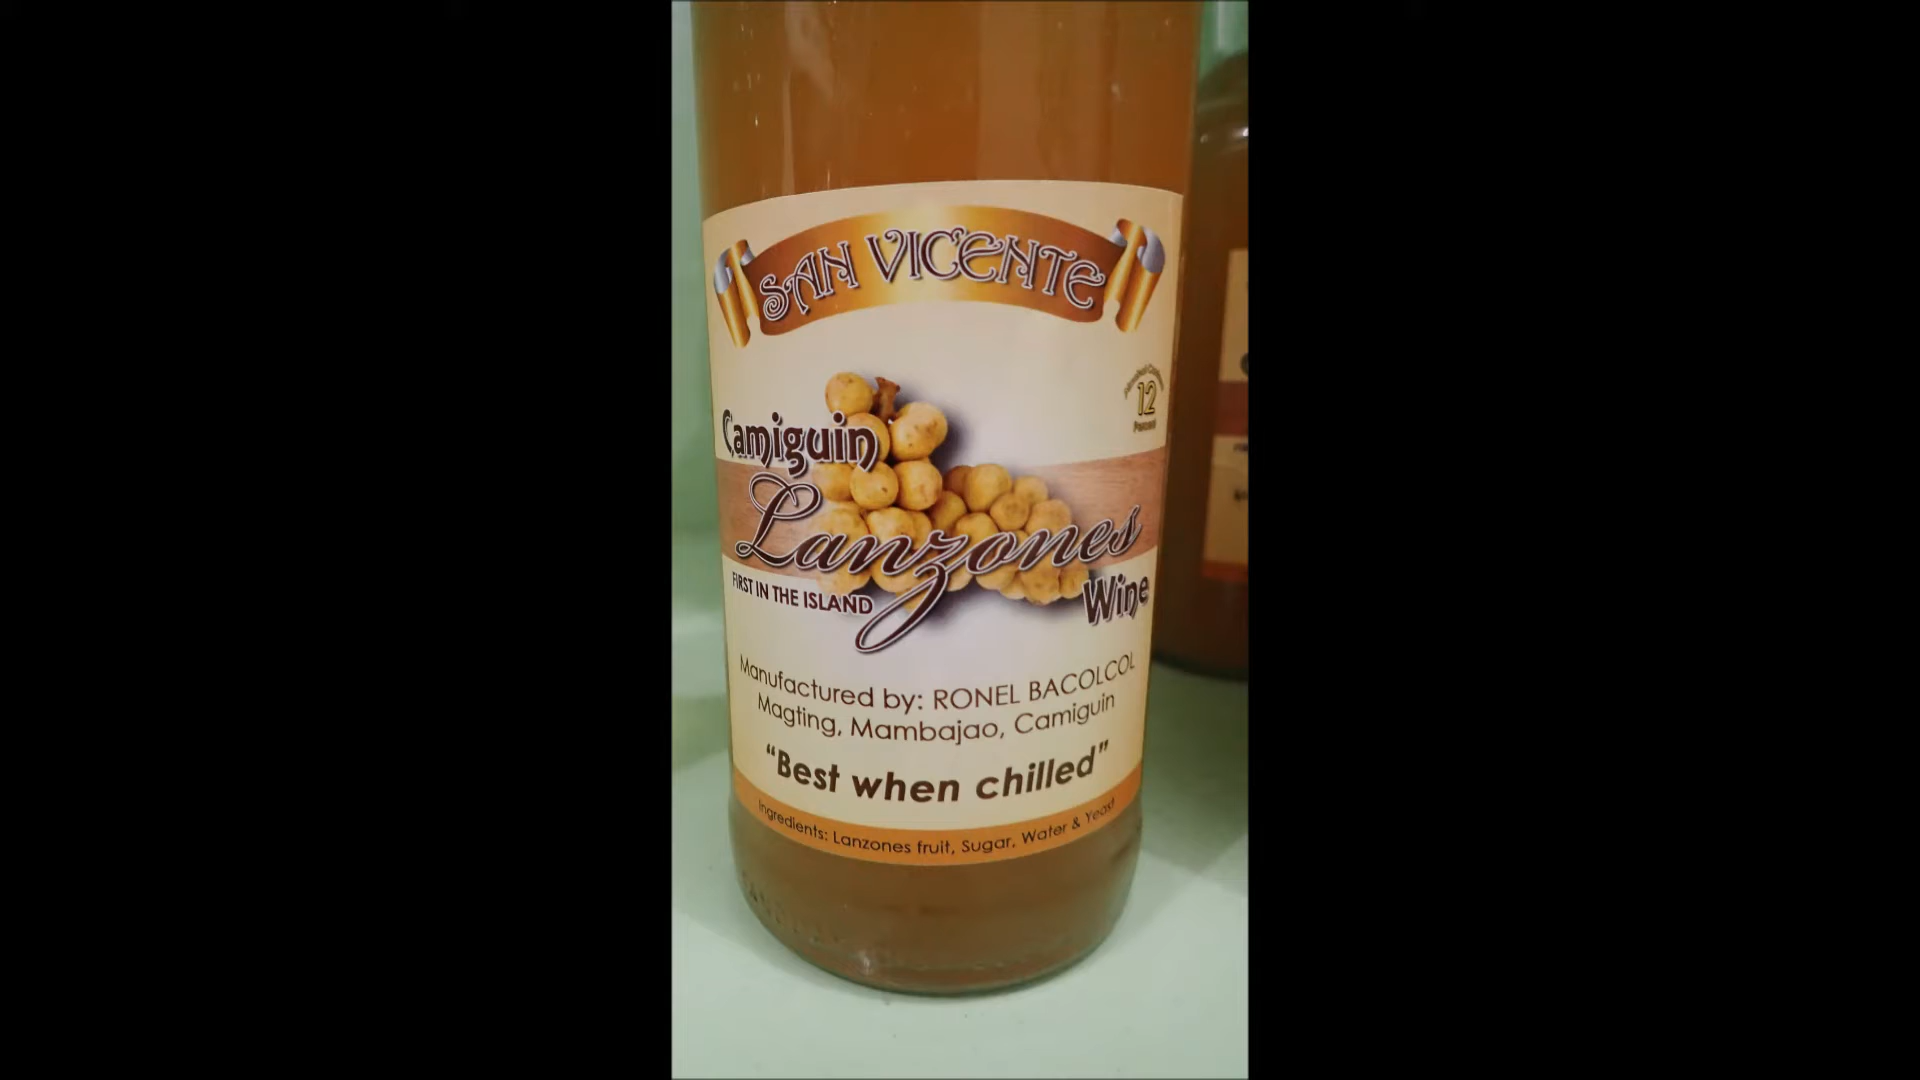 SAN VICENTE
12
Camiguin
Lanzones
FIRST IN THE ISLAND
Wine
Manufactured by: RONEL BACOLCOL
Magting, Mambajao, Camiguin
“Best when chilled”
Ingredients: Lanzones fruit, Sugar, Water & Yeast